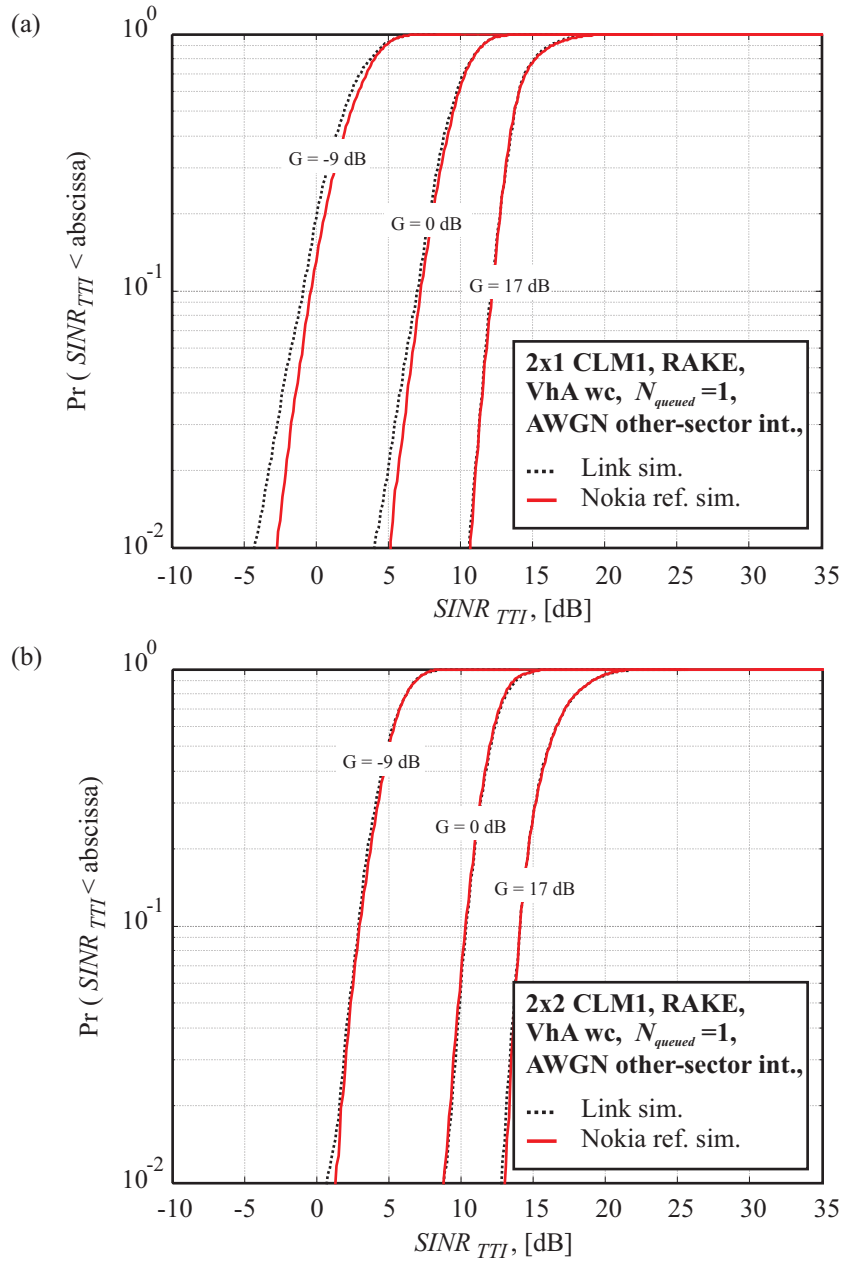 (a)
10^0
10^-1
10^-2
Pr ( SINR_TTI < abscissa)
G = -9 dB
G = 0 dB
G = 17 dB
2x1 CLM1, RAKE,
VhA wc, N_queued =1,
AWGN other-sector int.,
Link sim.
Nokia ref. sim.
-10 -5 0 5 10 15 20 25 30 35
SINR_TTI, [dB]
(b)
10^0
10^-1
10^-2
Pr ( SINR_TTI < abscissa)
G = -9 dB
G = 0 dB
G = 17 dB
2x2 CLM1, RAKE,
VhA wc, N_queued =1,
AWGN other-sector int.,
Link sim.
Nokia ref. sim.
-10 -5 0 5 10 15 20 25 30 35
SINR_TTI, [dB]